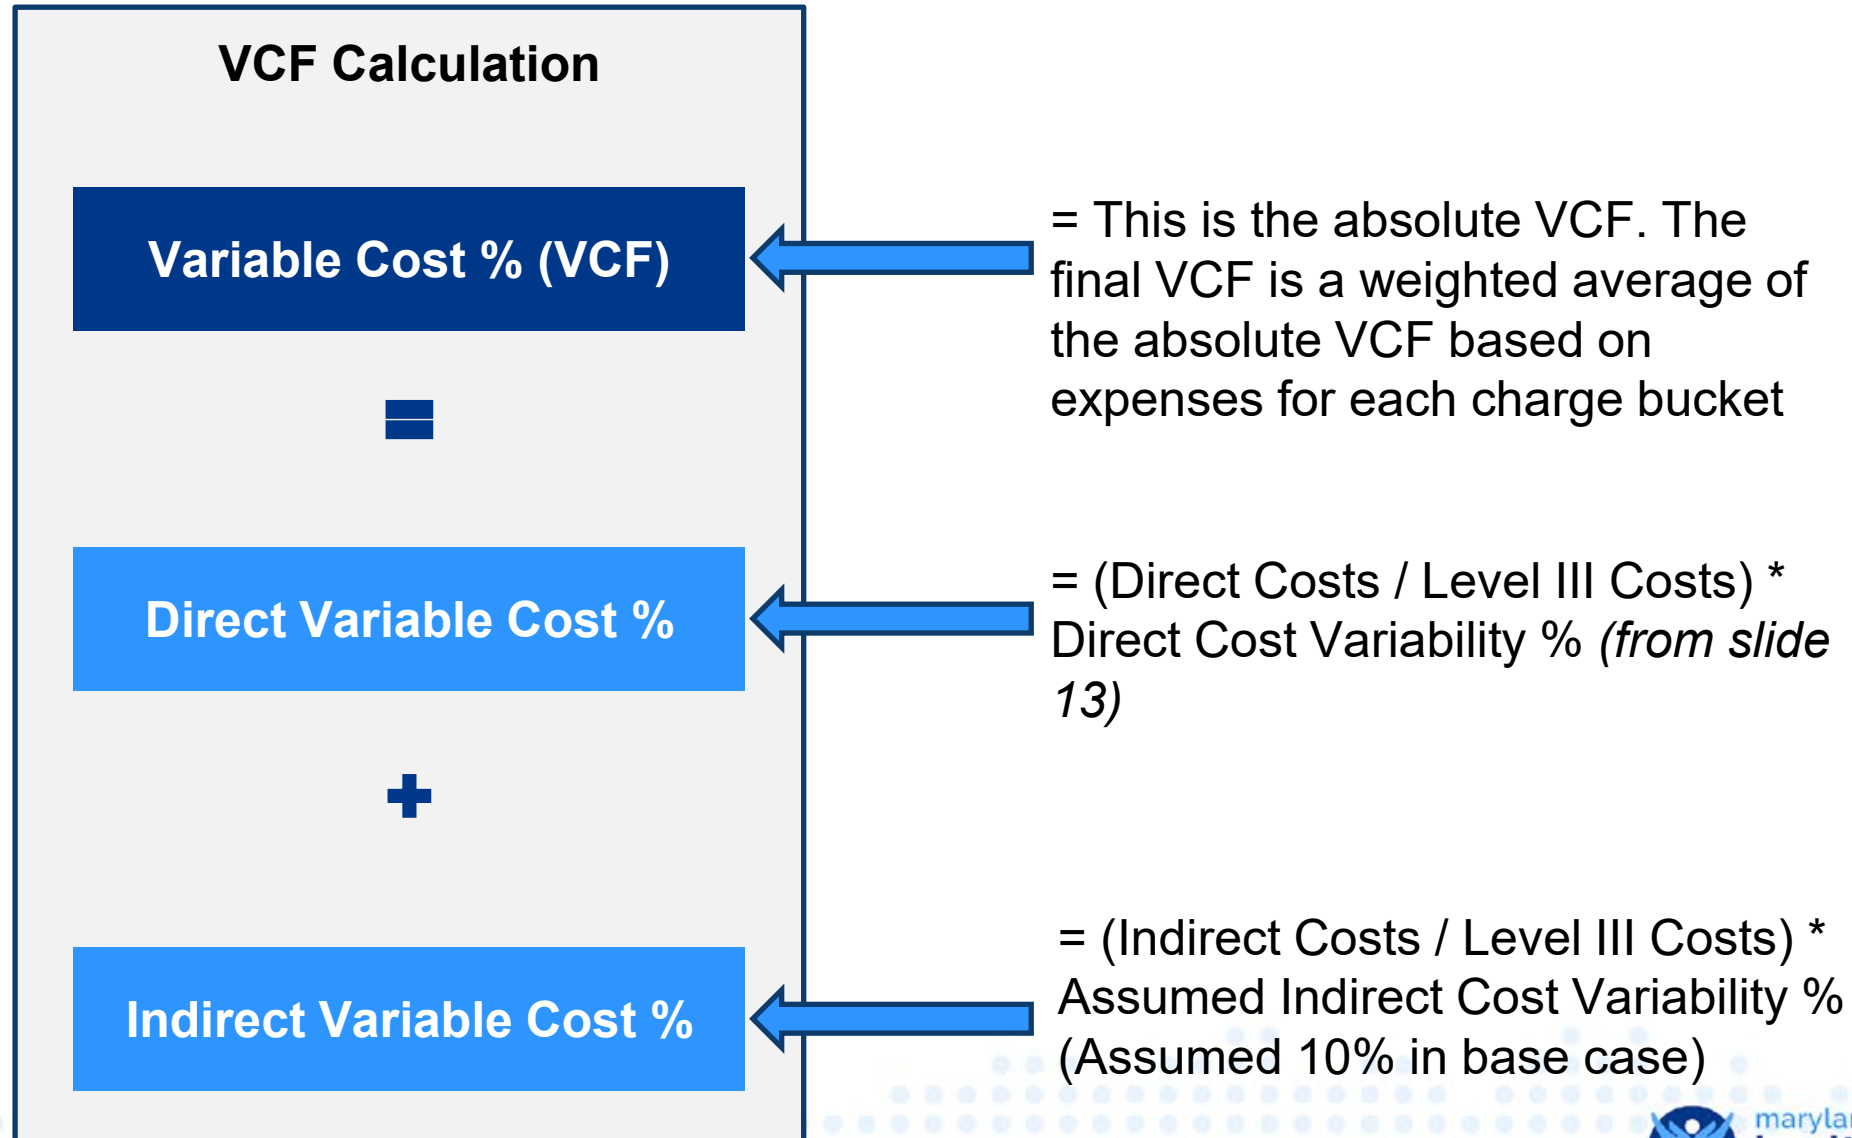 VCF Calculation
Variable Cost % (VCF)
= This is the absolute VCF. The
final VCF is a weighted average of
the absolute VCF based on
expenses for each charge bucket
=
Direct Variable Cost %
= (Direct Costs / Level III Costs) *
Direct Cost Variability % (from slide
13)
+
Indirect Variable Cost %
= (Indirect Costs / Level III Costs) *
Assumed Indirect Cost Variability %
(Assumed 10% in base case)